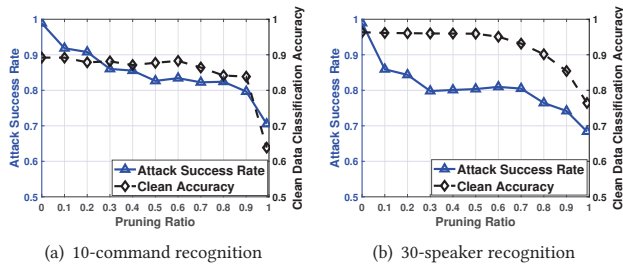 Attack Success Rate
1
0.9
0.8
0.7
0.6
0.5
0 0.1 0.2 0.3 0.4 0.5 0.6 0.7 0.8 0.9 1
Pruning Ratio
Attack Success Rate
Clean Accuracy
1
0.9
0.8
0.7
0.6
0.5
Clean Data Classification Accuracy
(a) 10-command recognition
Attack Success Rate
1
0.9
0.8
0.7
0.6
0.5
0 0.1 0.2 0.3 0.4 0.5 0.6 0.7 0.8 0.9 1
Pruning Ratio
Attack Success Rate
Clean Accuracy
1
0.9
0.8
0.7
0.6
0.5
Clean Data Classification Accuracy
(b) 30-speaker recognition